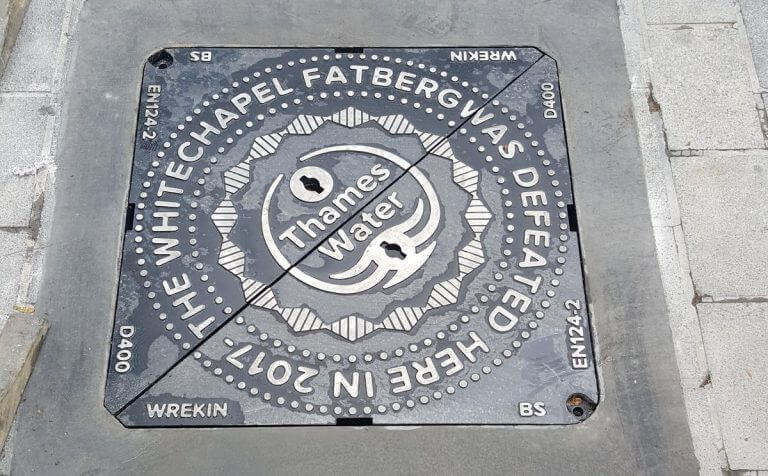 BS
WREKIN
EN124-2
D400
THE WHITECHAPEL FATBERG WAS DEFEATED HERE IN 2017-
Thames
Water
D400
EN124-2
WREKIN
BS